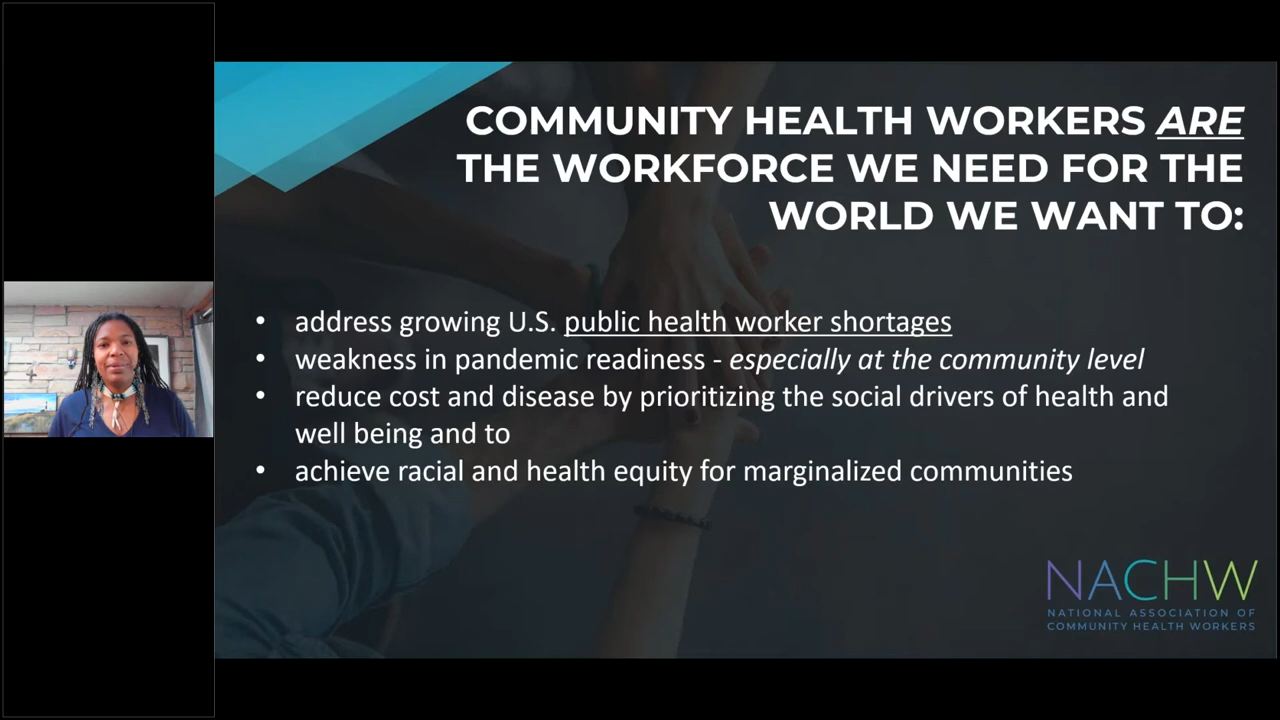 COMMUNITY HEALTH WORKERS ARE
THE WORKFORCE WE NEED FOR THE
WORLD WE WANT TO:
• address growing U.S. public health worker shortages
• weakness in pandemic readiness - especially at the community level
• reduce cost and disease by prioritizing the social drivers of health and
well being and to
• achieve racial and health equity for marginalized communities
NACHW
NATIONAL ASSOCIATION OF
COMMUNITY HEALTH WORKERS